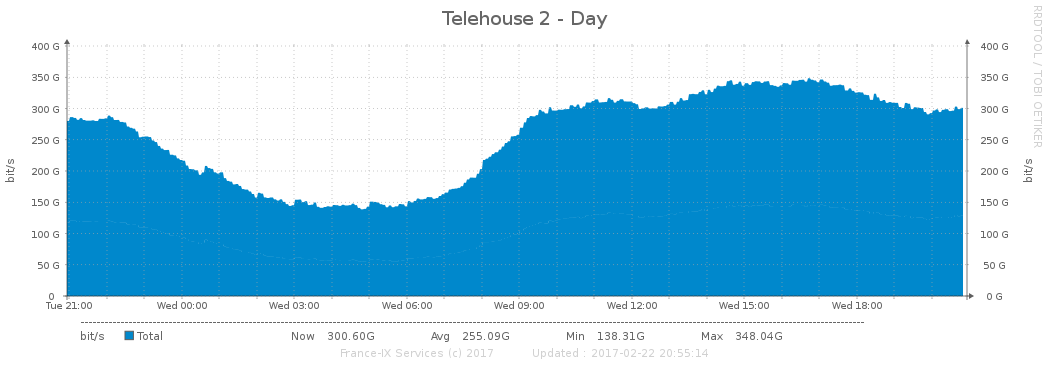 Telehouse 2 - Day
RRDTOOL / TOBI OETIKER
400 G 400 G
350 G 350 G
300 G 300 G
250 G 250 G
200 G 200 G
150 G 150 G
100 G 100 G
50 G 50 G
0 0 G
bit/s bit/s
Tue 21:00 Wed 00:00 Wed 03:00 Wed 06:00 Wed 09:00 Wed 12:00 Wed 15:00 Wed 18:00
bit/s Total Now 300.60G Avg 255.09G Min 138.31G Max 348.04G
France-IX Services (c) 2017 Updated : 2017-02-22 20:55:14